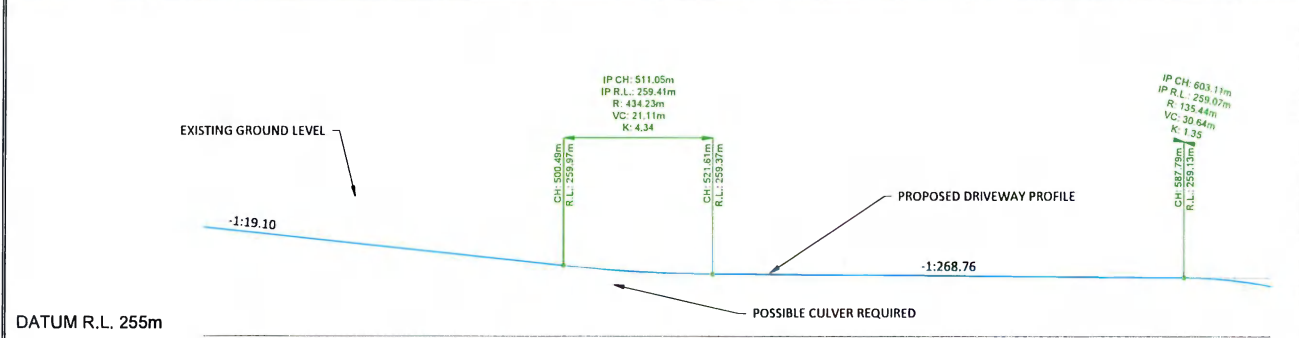 IP CH: 511.05m
IP R.L.: 259.41m
R: 434.23m
VC: 21.11m
K: 4.34
IP CH: 603.11m
IP R.L.: 259.07m
R: 135.44m
VC: 30.64m
K: 1.35
EXISTING GROUND LEVEL
CH: 500.49m
R.L.: 259.97m
CH: 521.61m
R.L.: 259.37m
CH: 587.79m
R.L.: 259.13m
PROPOSED DRIVEWAY PROFILE
-1:19.10
-1:268.76
POSSIBLE CULVER REQUIRED
DATUM R.L. 255m